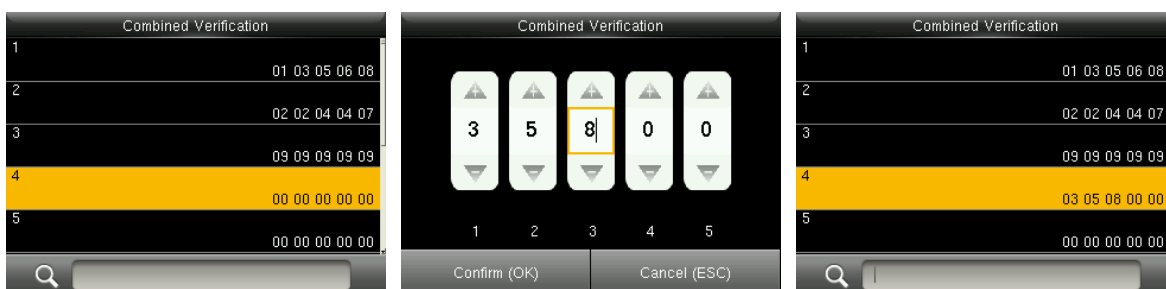 Combined Verification
1
01 03 05 06 08
2
02 02 04 04 07
3
09 09 09 09 09
4
00 00 00 00 00
5
00 00 00 00 00
Combined Verification
3 5 8 0 0
1 2 3 4 5
Confirm (OK) Cancel (ESC)
Combined Verification
1
01 03 05 06 08
2
02 02 04 04 07
3
09 09 09 09 09
4
03 05 08 00 00
5
00 00 00 00 00